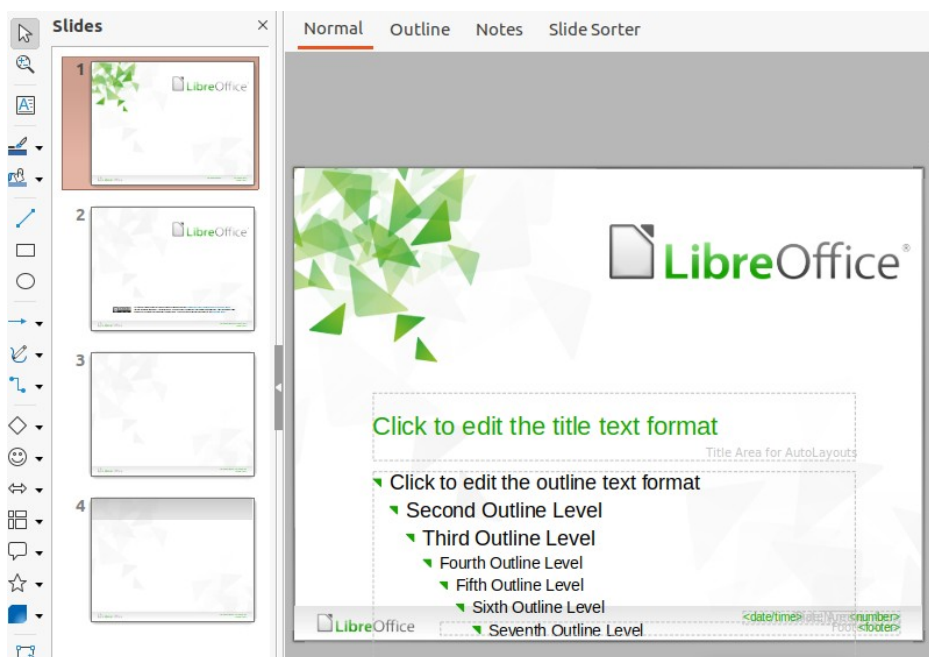 Slides
Normal Outline Notes Slide Sorter
1
LibreOffice
2
LibreOffice
3
4
LibreOffice®
Click to edit the title text format
Title Area for AutoLayouts
Click to edit the outline text format
Second Outline Level
Third Outline Level
Fourth Outline Level
Fifth Outline Level
Sixth Outline Level
Seventh Outline Level
LibreOffice
<date/time>
<number>
<footer>